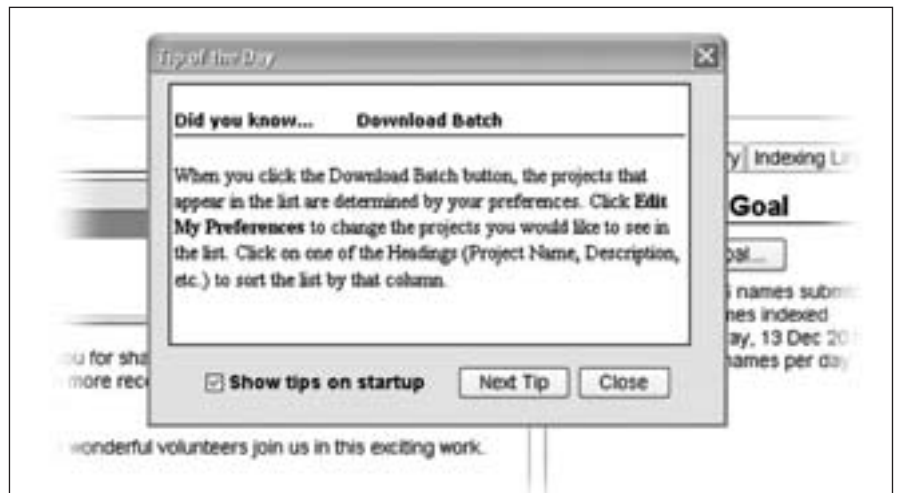 Tip of the Day
Did you know... Download Batch
When you click the Download Batch button, the projects that
appear in the list are determined by your preferences. Click Edit
My Preferences to change the projects you would like to see in
the list. Click on one of the Headings (Project Name, Description,
etc.) to sort the list by that column.
Show tips on startup Next Tip Close
Indexing
Goal
names
indexed
13 Dec
names per day
for
more
wonderful volunteers join us in this exciting work.